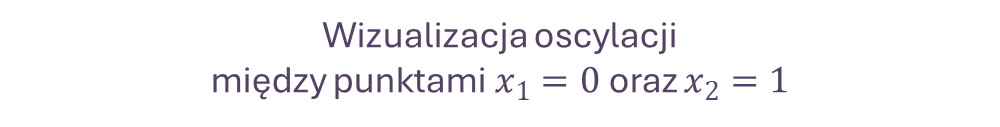 Wizualizacja oscylacji
między punktami x₁ = 0 oraz x₂ = 1